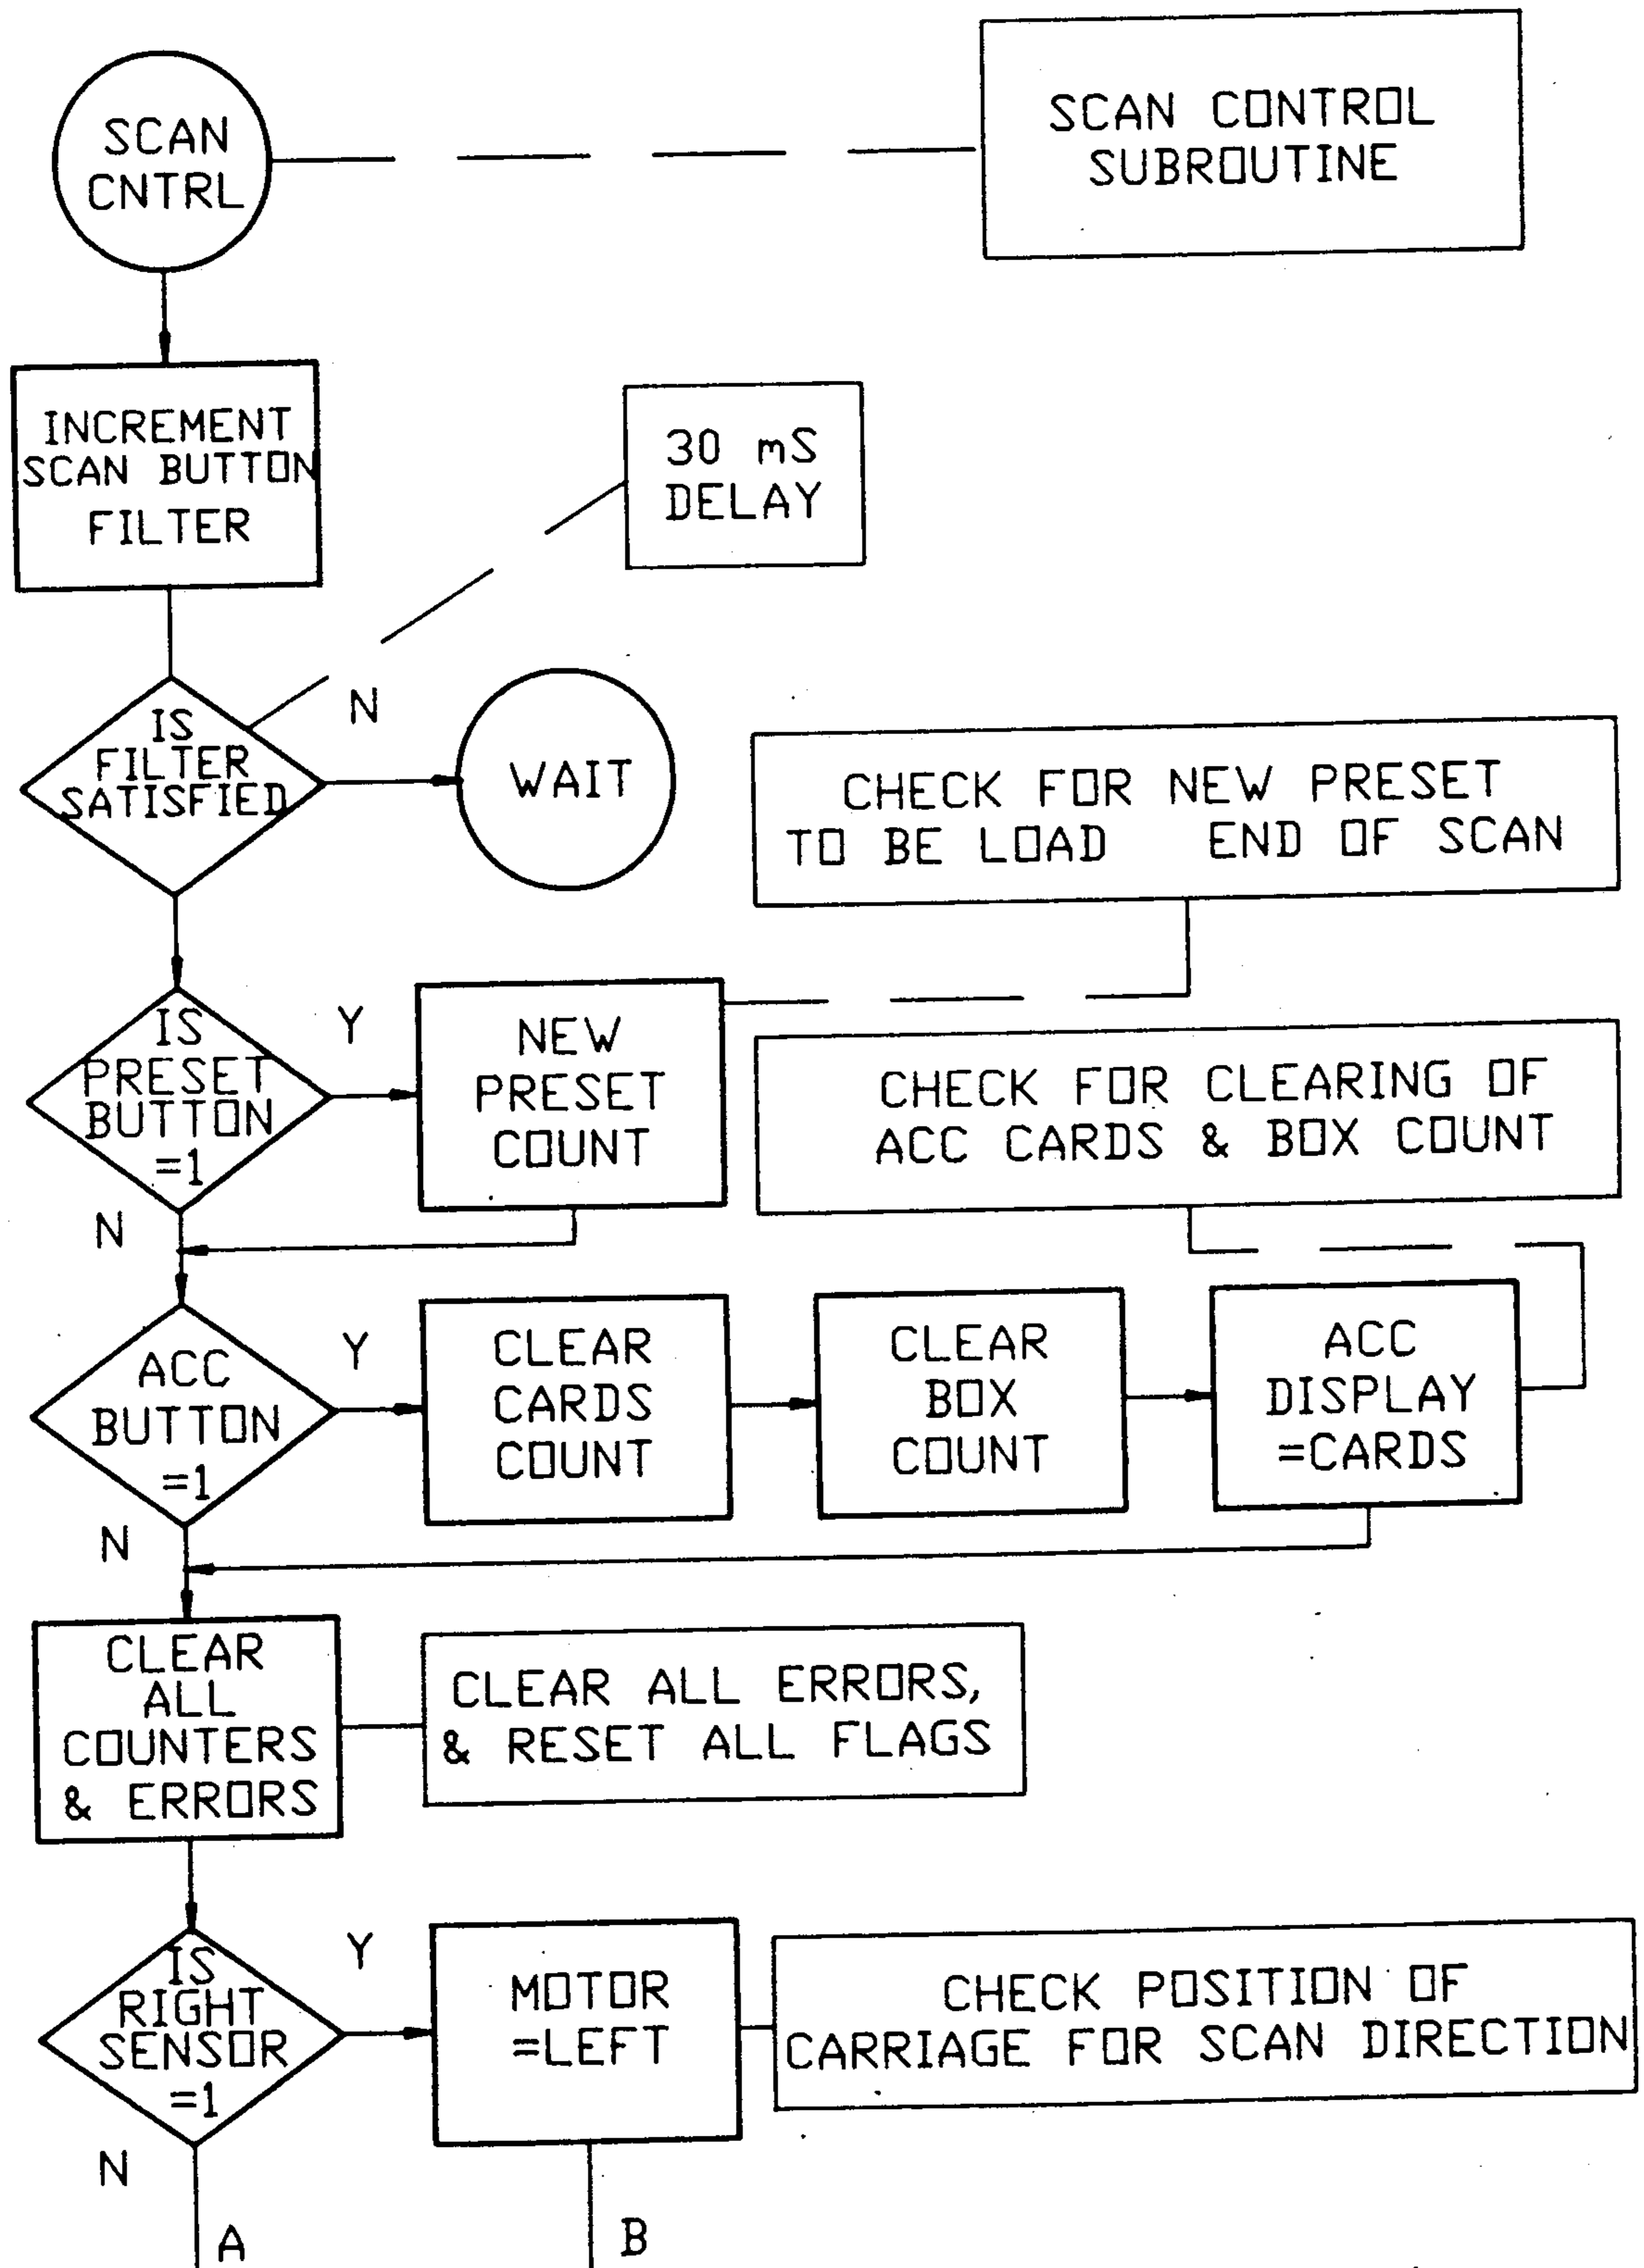 SCAN
CNTRL
SCAN CONTROL
SUBROUTINE
INCREMENT
SCAN BUTTON
FILTER
30 mS
DELAY
IS
FILTER
SATISFIED
N
WAIT
CHECK FOR NEW PRESET
TO BE LOAD END OF SCAN
IS
PRESET
BUTTON
=1
Y
N
NEW
PRESET
COUNT
CHECK FOR CLEARING OF
ACC CARDS & BOX COUNT
ACC
BUTTON
=1
Y
N
CLEAR
CARDS
COUNT
CLEAR
BOX
COUNT
ACC
DISPLAY
=CARDS
CLEAR
ALL
COUNTERS
& ERRORS
CLEAR ALL ERRORS,
& RESET ALL FLAGS
IS
RIGHT
SENSOR
=1
Y
N
MOTOR
=LEFT
CHECK POSITION OF
CARRIAGE FOR SCAN DIRECTION
A
B